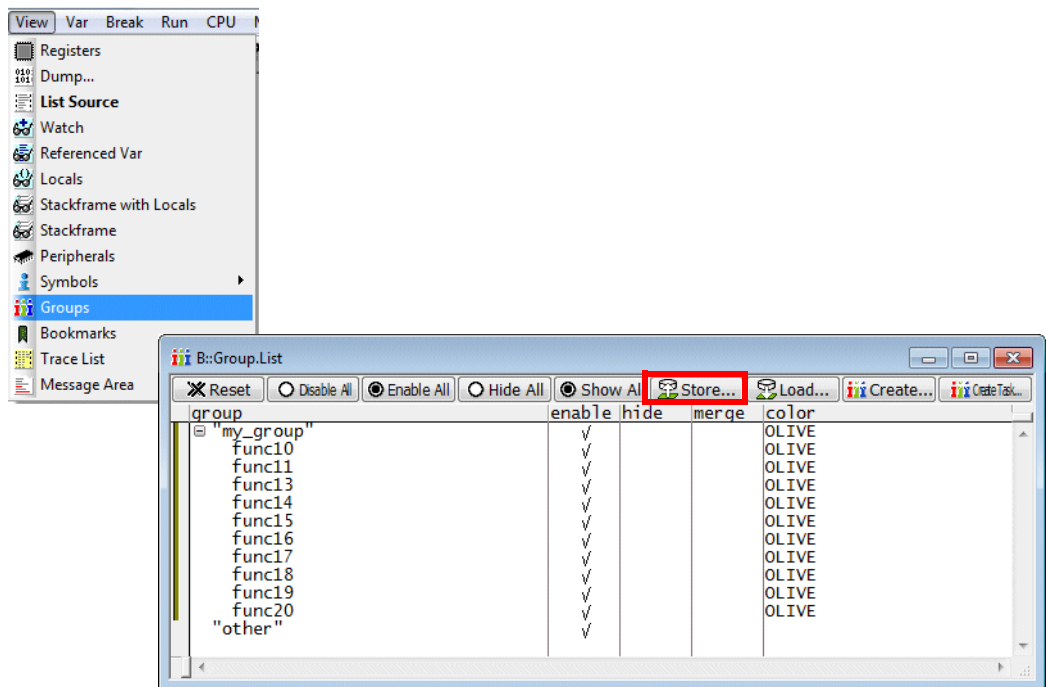 View Var Break Run CPU
Registers
Dump...
List Source
Watch
Referenced Var
Locals
Stackframe with Locals
Stackframe
Peripherals
Symbols
Groups
Bookmarks
Trace List
Message Area
B::Group.List
Reset Disable All Enable All Hide All Show Al Store... Load... Create... Create Task...
group enable hide merge color
"my_group" √ OLIVE
func10 √ OLIVE
func11 √ OLIVE
func13 √ OLIVE
func14 √ OLIVE
func15 √ OLIVE
func16 √ OLIVE
func17 √ OLIVE
func18 √ OLIVE
func19 √ OLIVE
func20 √ OLIVE
"other" √